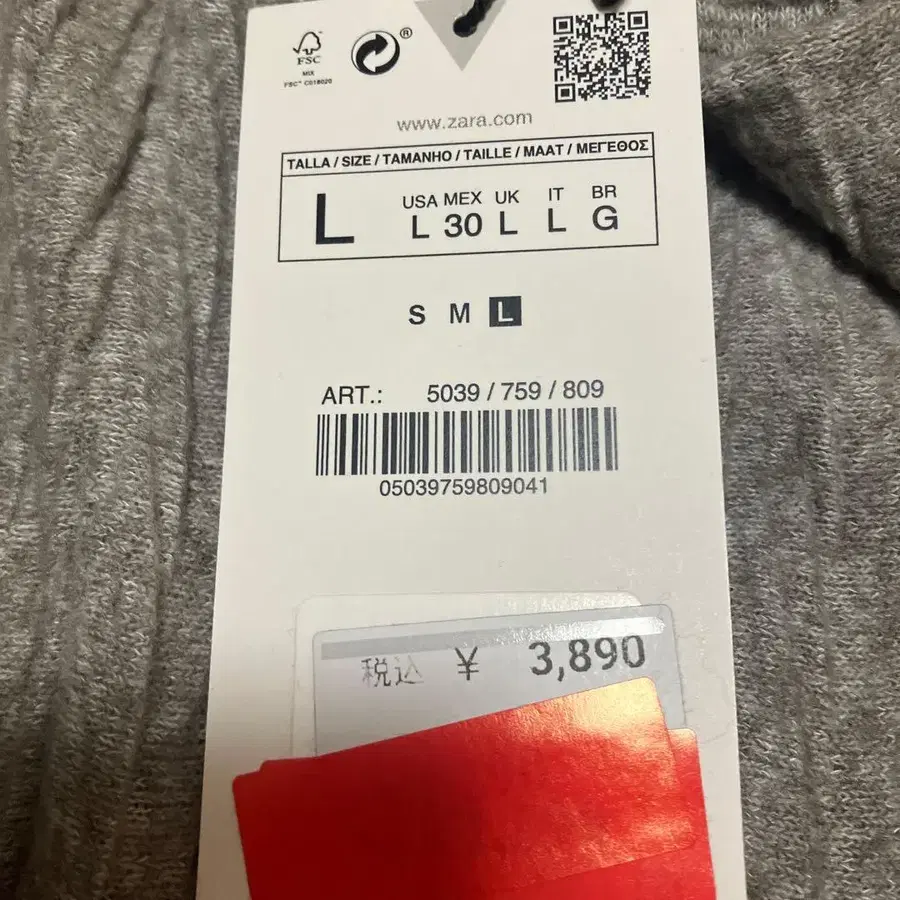 FSC
MIX
FSC™ C018020
®
www.zara.com
TALLA / SIZE / TAMANHO / TAILLE / MAAT / ΜΕΓΕΘΟΣ
L
USA MEX UK IT BR
L 30 L L G
S M L
ART.: 5039 / 759 / 809
05039759809041
税込 ¥ 3,890